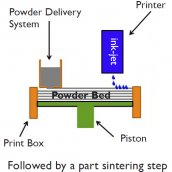 Powder Delivery
System
Printer
ink-jet
Powder Bed
Print Box
Piston
Followed by a part sintering step